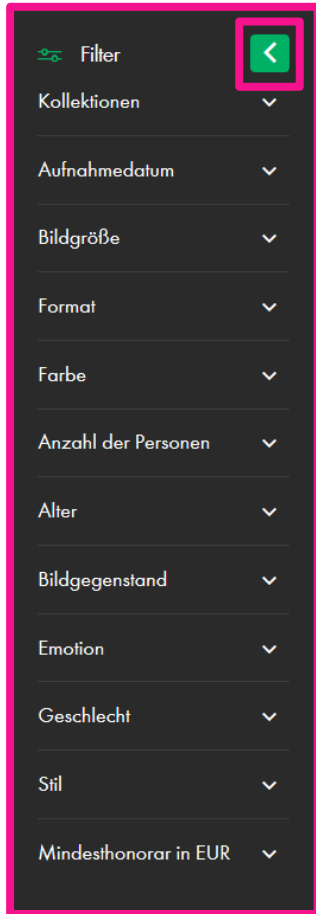 Filter
Kollektionen
Aufnahmedatum
Bildgröße
Format
Farbe
Anzahl der Personen
Alter
Bildgegenstand
Emotion
Geschlecht
Stil
Mindesthonorar in EUR